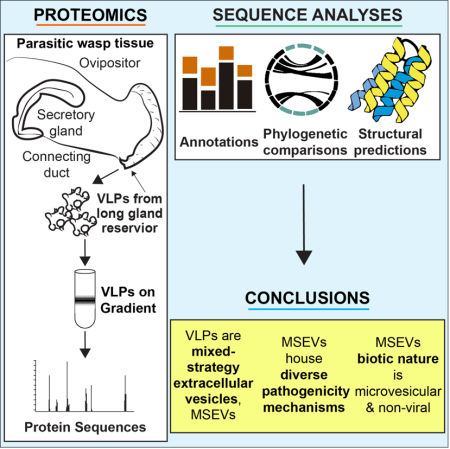 PROTEOMICS
Parasitic wasp tissue
Ovipositor
Secretory
gland
Connecting
duct
VLPs from
long gland
reservior
VLPs on
Gradient
Protein Sequences
SEQUENCE ANALYSES
Annotations
Phylogenetic
comparisons
Structural
predictions
CONCLUSIONS
VLPs are
mixed-
strategy
extracellular
vesicles,
MSEVs
MSEVs
house
diverse
pathogenicity
mechanisms
MSEVs
biotic nature
is
microvesicular
& non-viral